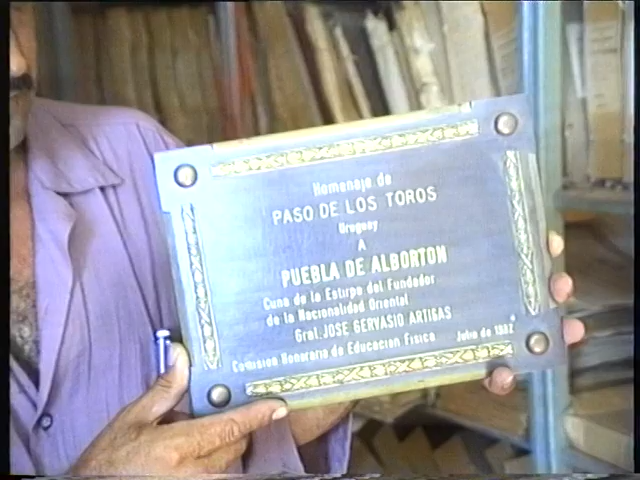 Homenaje de
PASO DE LOS TOROS
Uruguay
A
PUEBLA DE ALBORTON
Cuna de la Estirpe del Fundador
de la Nacionalidad Oriental
Gral. JOSE GERVASIO ARTIGAS
Comision Honoraria de Educacion Fisica Julio de